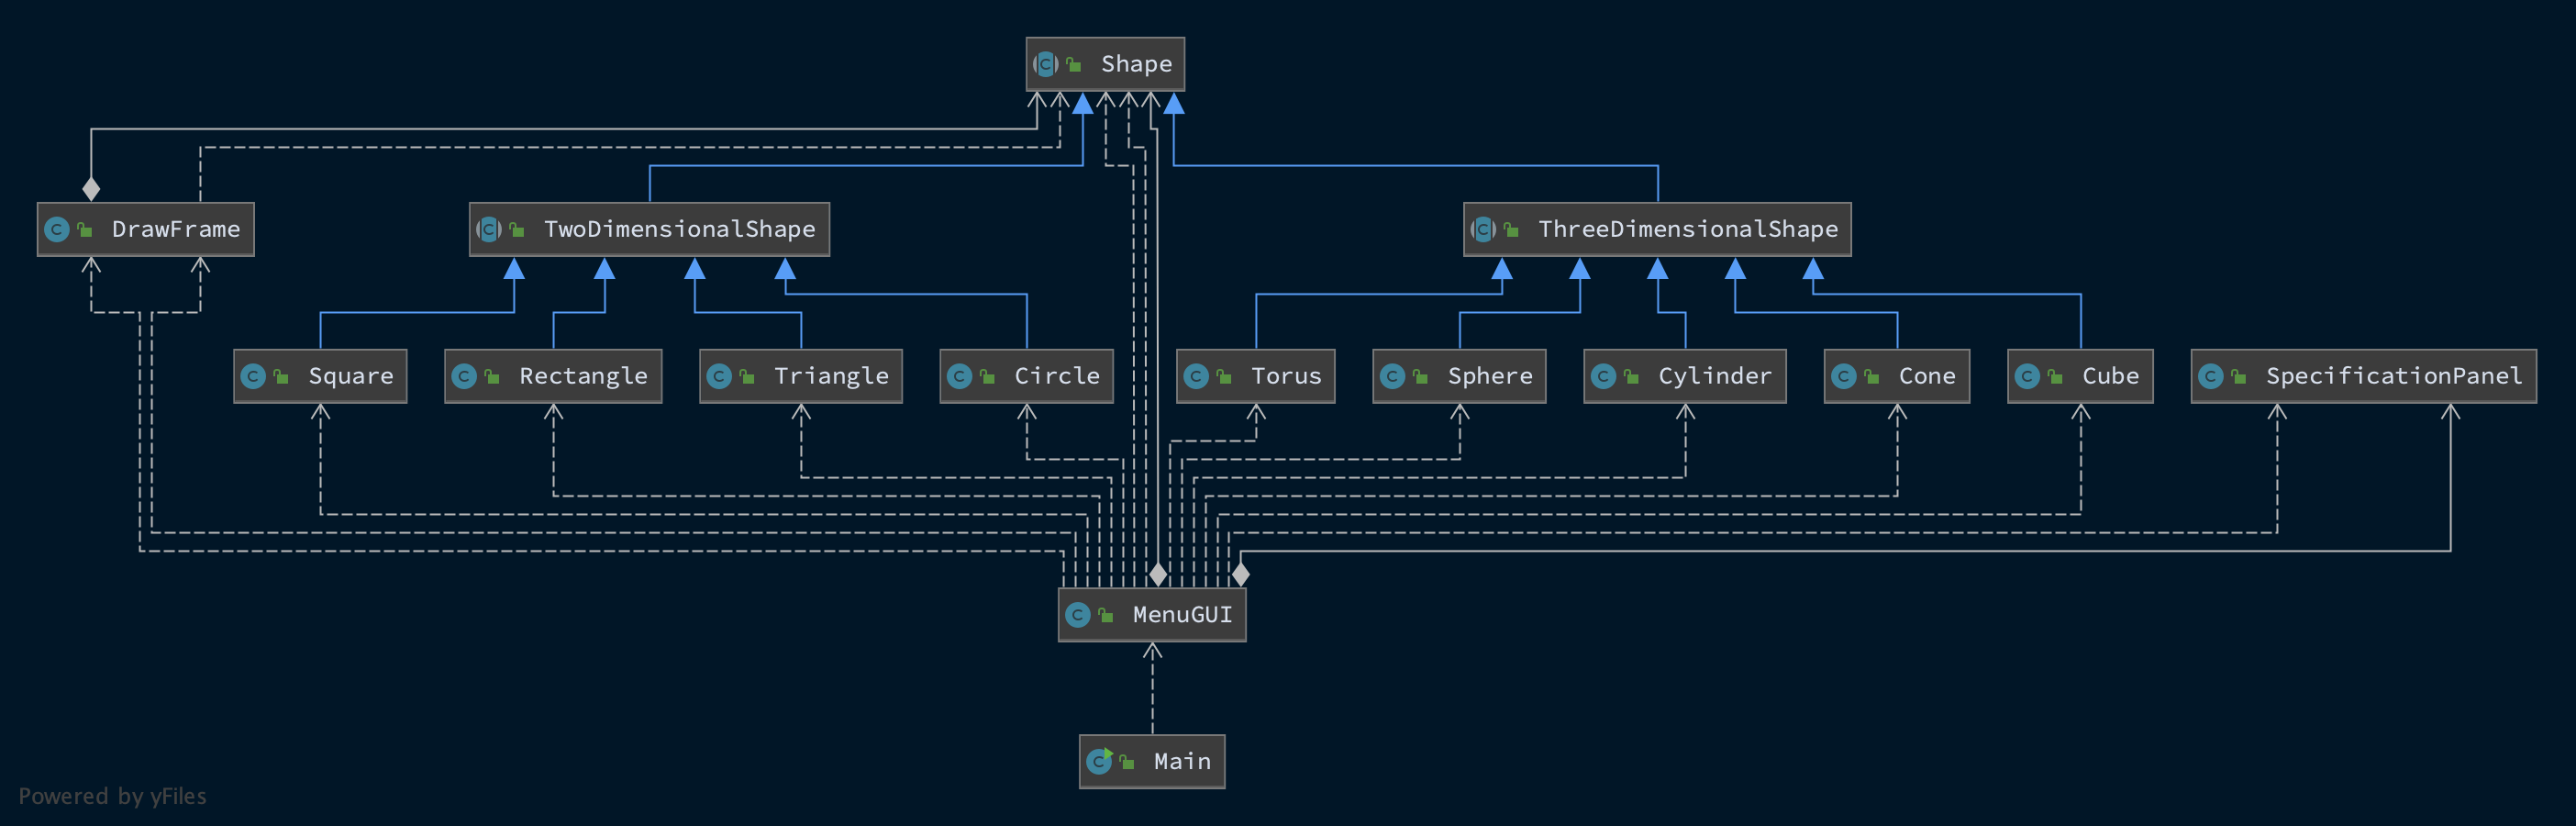 Shape
DrawFrame
TwoDimensionalShape
ThreeDimensionalShape
Square
Rectangle
Triangle
Circle
Torus
Sphere
Cylinder
Cone
Cube
SpecificationPanel
MenuGUI
Main
Powered by yFiles